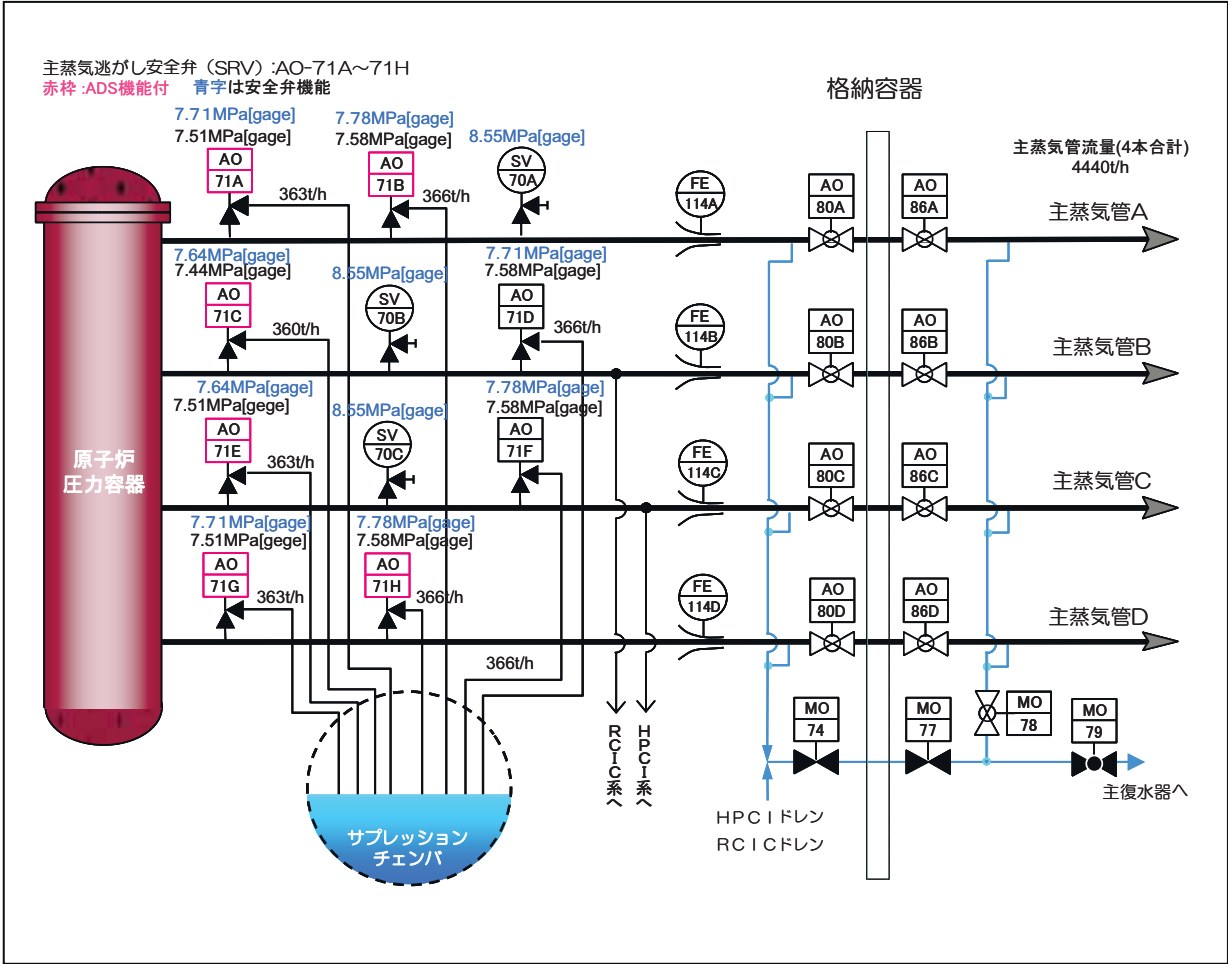 主蒸気逃がし安全弁（SRV）:AO-71A～71H
赤枠 :ADS機能付　青字は安全弁機能
格納容器
主蒸気管流量(4本合計)
4440t/h
7.71MPa[gage]
7.51MPa[gage]
AO
71A
363t/h
7.78MPa[gage]
7.58MPa[gage]
AO
71B
366t/h
8.55MPa[gage]
SV
70A
FE
114A
AO
80A
AO
86A
主蒸気管A
7.64MPa[gage]
7.44MPa[gage]
AO
71C
360t/h
8.55MPa[gage]
SV
70B
7.71MPa[gage]
7.58MPa[gage]
AO
71D
366t/h
FE
114B
AO
80B
AO
86B
主蒸気管B
7.64MPa[gage]
7.51MPa[gege]
AO
71E
363t/h
8.55MPa[gage]
SV
70C
7.78MPa[gage]
7.58MPa[gage]
AO
71F
FE
114C
AO
80C
AO
86C
主蒸気管C
原子炉
圧力容器
7.71MPa[gage]
7.51MPa[gege]
AO
71G
363t/h
7.78MPa[gage]
7.58MPa[gage]
AO
71H
366t/h
FE
114D
AO
80D
AO
86D
主蒸気管D
366t/h
RCIC系へ
HPCI系へ
MO
74
MO
77
MO
78
MO
79
主復水器へ
HPCIドレン
RCICドレン
サプレッション
チェンバ